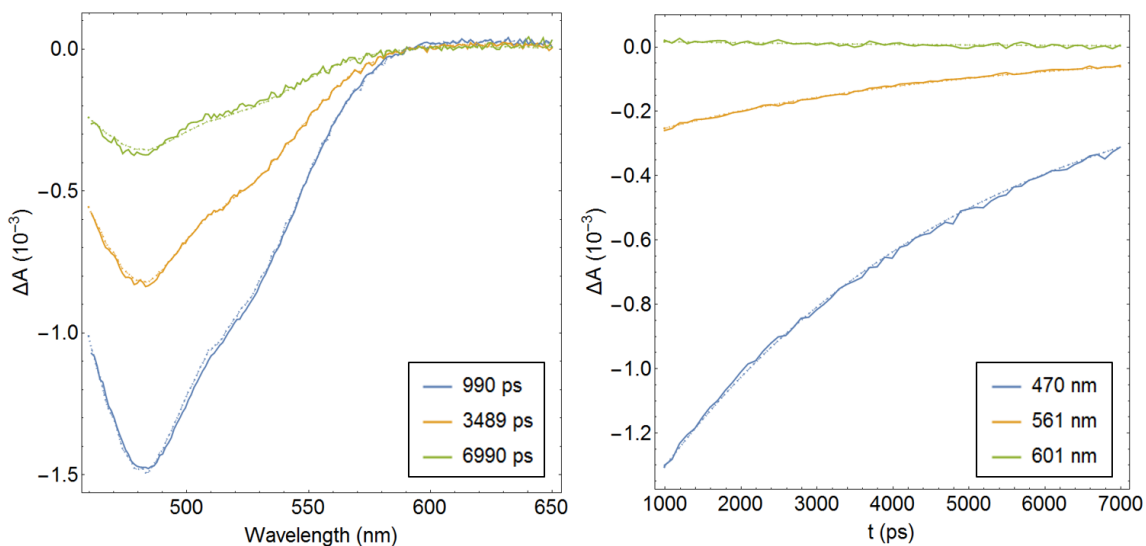 0.0
−0.5
−1.0
−1.5
ΔA (10⁻³)
500
550
600
650
Wavelength (nm)
990 ps
3489 ps
6990 ps
0.0
−0.2
−0.4
−0.6
−0.8
−1.0
−1.2
ΔA (10⁻³)
1000
2000
3000
4000
5000
6000
7000
t (ps)
470 nm
561 nm
601 nm